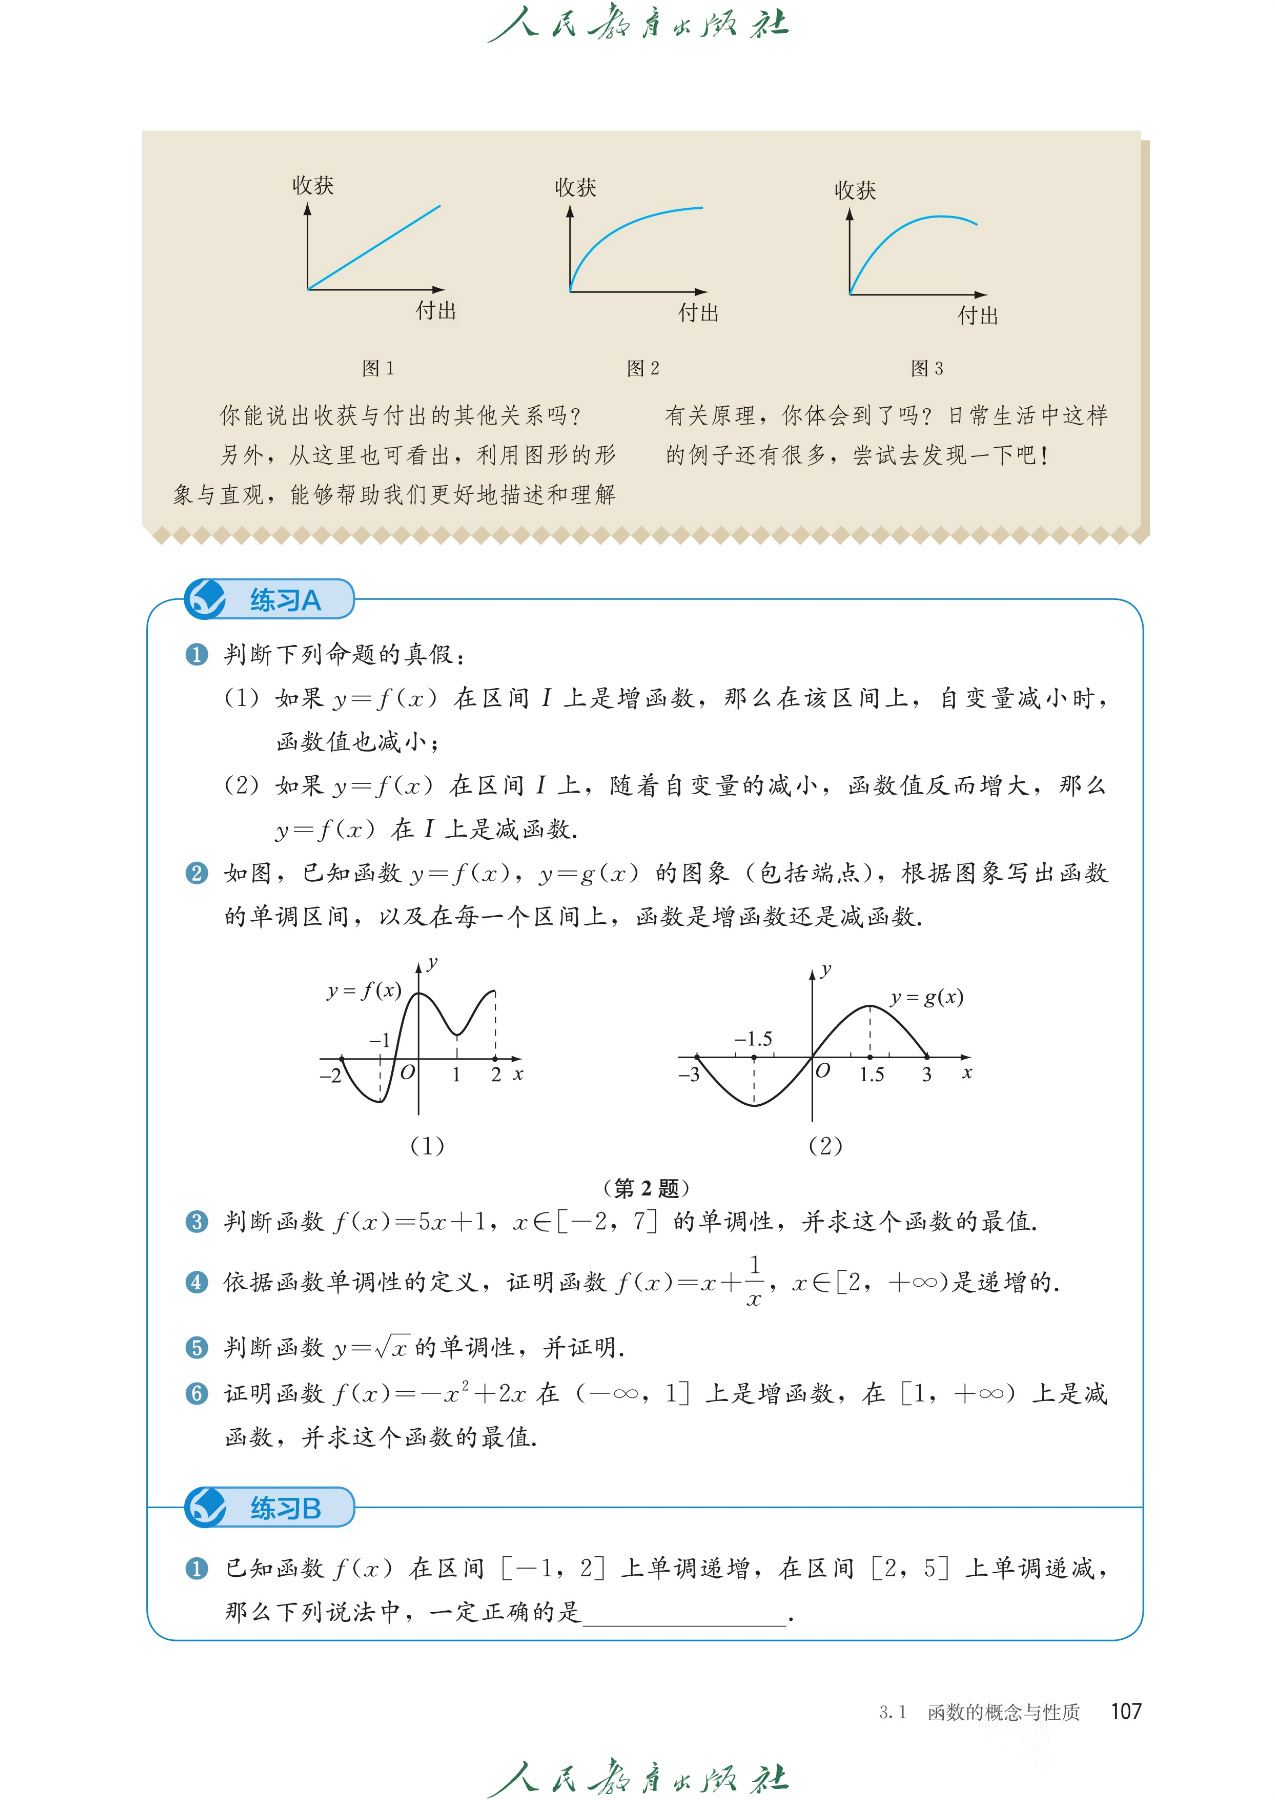 人民教育出版社
收获
收获
收获
付出
付出
付出
图 1
图 2
图 3
你能说出收获与付出的其他关系吗？
另外，从这里也可看出，利用图形的形
象与直观，能够帮助我们更好地描述和理解
有关原理，你体会到了吗？日常生活中这样
的例子还有很多，尝试去发现一下吧！
练习A
1 判断下列命题的真假：
（1）如果 y=f(x) 在区间 I 上是增函数，那么在该区间上，自变量减小时，
函数值也减小；
（2）如果 y=f(x) 在区间 I 上，随着自变量的减小，函数值反而增大，那么
y=f(x) 在 I 上是减函数.
2 如图，已知函数 y=f(x)，y=g(x) 的图象（包括端点），根据图象写出函数
的单调区间，以及在每一个区间上，函数是增函数还是减函数.
y
y=f(x)
−1
−2
O
1
2
x
（1）
y
y=g(x)
−1.5
−3
O
1.5
3
x
（2）
（第 2 题）
3 判断函数 f(x)=5x+1，x∈[−2，7] 的单调性，并求这个函数的最值.
4 依据函数单调性的定义，证明函数 f(x)=x+1/x，x∈[2，+∞)是递增的.
5 判断函数 y=√x 的单调性，并证明.
6 证明函数 f(x)=−x²+2x 在（−∞，1］上是增函数，在［1，+∞）上是减
函数，并求这个函数的最值.
练习B
1 已知函数 f(x) 在区间［−1，2］上单调递增，在区间［2，5］上单调递减，
那么下列说法中，一定正确的是________________.
3.1 函数的概念与性质 107
人民教育出版社